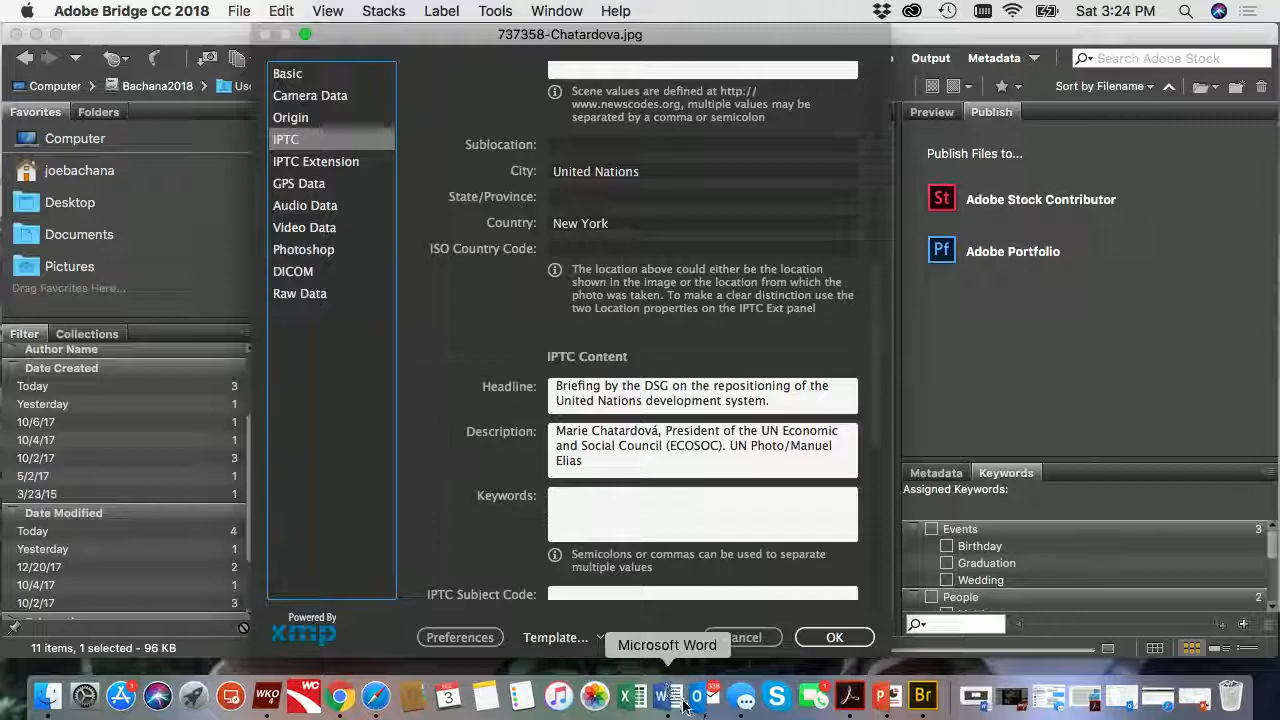 Adobe Bridge CC 2018 File Edit View Stacks Label Tools Window Help Sat 3:24 PM
737358-Chatardova.jpg
Output Metadata Search Adobe Stock
Computer Bachana2018 Use Sort by Filename
Favorites Folders
Computer
joebachana
Desktop
Documents
Pictures
Drag Favorites Here...
Filter Collections
Author Name
Date Created
Today 3
Yesterday 1
10/6/17 1
10/4/17 1
10/2/17 3
5/2/17 1
3/23/15 1
Date Modified
Today 4
Yesterday 1
12/20/17 2
10/4/17 1
10/2/17 3
11 items, 1 selected - 96 KB
Basic
Camera Data
Origin
IPTC
IPTC Extension
GPS Data
Audio Data
Video Data
Photoshop
DICOM
Raw Data
Powered By
xmp
Scene values are defined at http://
www.newscodes.org, multiple values may be
separated by a comma or semicolon
Sublocation:
City: United Nations
State/Province:
Country: New York
ISO Country Code:
The location above could either be the location
shown in the image or the location from which the
photo was taken. To make a clear distinction use the
two Location properties on the IPTC Ext panel
IPTC Content
Headline: Briefing by the DSG on the repositioning of the
United Nations development system.
Description: Marie Chatardová, President of the UN Economic
and Social Council (ECOSOC). UN Photo/Manuel
Elias
Keywords:
Semicolons or commas can be used to separate
multiple values
IPTC Subject Code:
Preferences Template... ancel OK
Microsoft Word
Preview Publish
Publish Files to...
St Adobe Stock Contributor
Pf Adobe Portfolio
Metadata Keywords
Assigned Keywords:
Events 3
Birthday
Graduation
Wedding
People 2
WKO
4
WC
MAR
3
338
1
Br